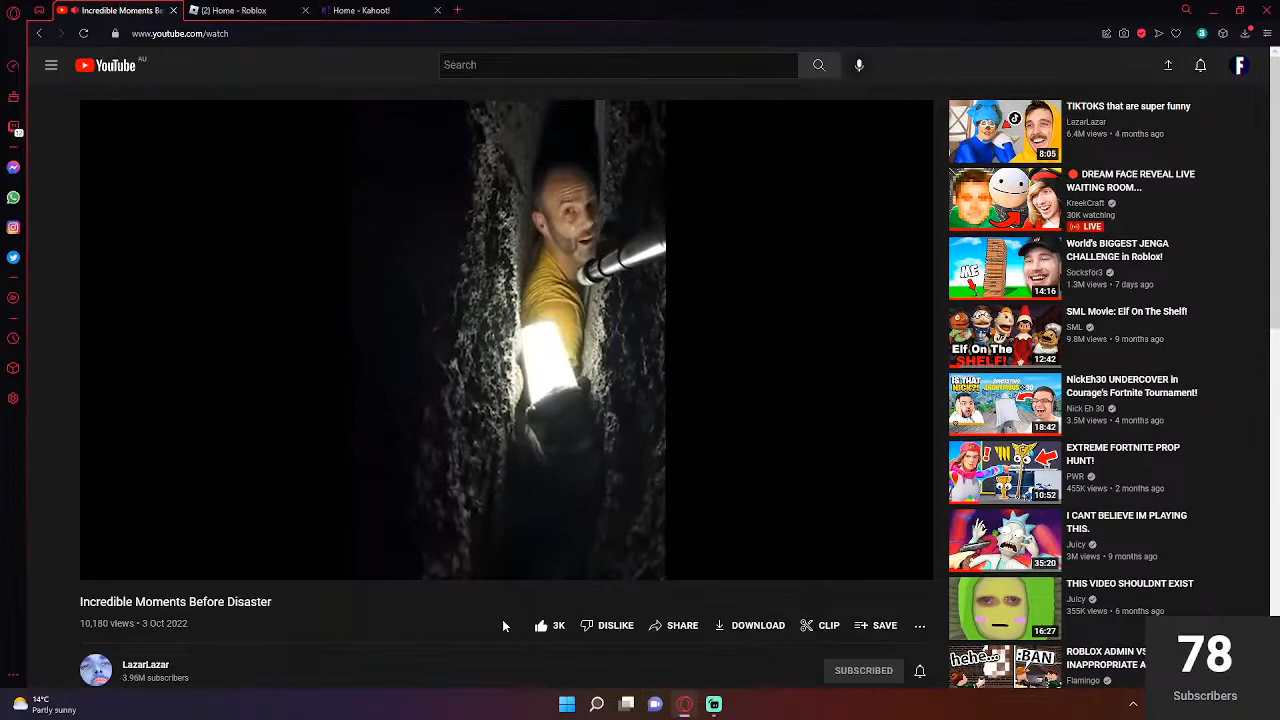 Incredible Moments Be
(2) Home - Roblox
Home - Kahoot!
www.youtube.com/watch
YouTube AU
Search
12
TIKTOKS that are super funny
LazarLazar
6.4M views • 4 months ago
8:05
DREAM FACE REVEAL LIVE
WAITING ROOM...
KreekCraft
30K watching
LIVE
World's BIGGEST JENGA
CHALLENGE in Roblox!
Socksfor3
1.3M views • 7 days ago
ME
14:16
SML Movie: Elf On The Shelf!
SML
9.8M views • 9 months ago
Elf On The
SHELF!
12:42
NickEh30 UNDERCOVER in
Courage's Fortnite Tournament!
Nick Eh 30
3.5M views • 4 months ago
IS THAT
NICK?!
18:42
EXTREME FORTNITE PROP
HUNT!
PWR
455K views • 2 months ago
10:52
I CANT BELIEVE IM PLAYING
THIS.
Juicy
3M views • 9 months ago
35:20
THIS VIDEO SHOULDNT EXIST
Juicy
355K views • 6 months ago
16:27
ROBLOX ADMIN VS
INAPPROPRIATE A
Flamingo
hehe...
:BAN
Incredible Moments Before Disaster
10,180 views • 3 Oct 2022
3K
DISLIKE
SHARE
DOWNLOAD
CLIP
SAVE
LazarLazar
3.96M subscribers
SUBSCRIBED
78
Subscribers
14°C
Partly sunny